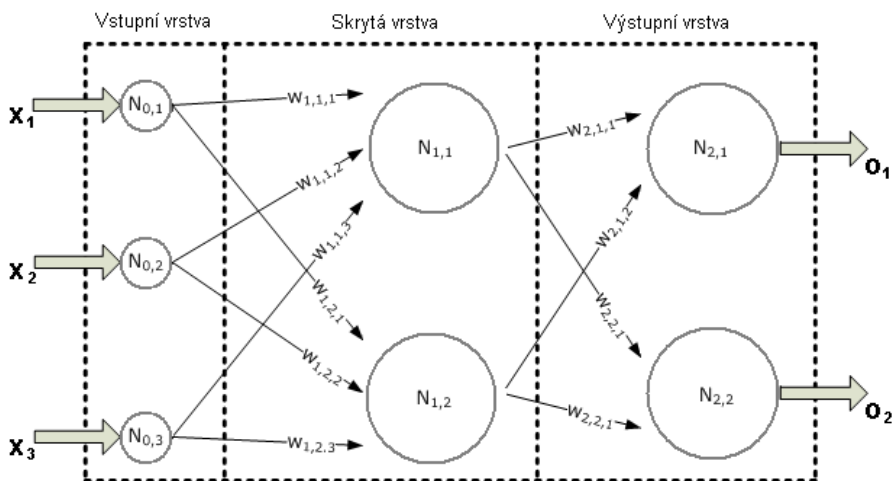 Vstupní vrstva
Skrytá vrstva
Výstupní vrstva
X1
N0,1
w1,1,1
N1,1
w2,1,1
N2,1
O1
w1,1,2
w1,1,3
w2,1,2
X2
N0,2
w1,2,1
w2,2,1
w1,2,2
N1,2
N2,2
O2
X3
N0,3
w1,2.3
w2,2,1